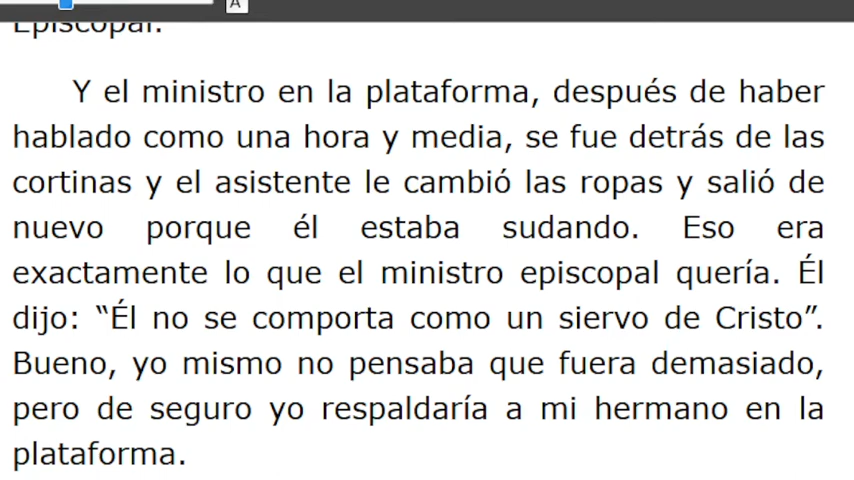 A
Episcopal.
Y el ministro en la plataforma, después de haber
hablado como una hora y media, se fue detrás de las
cortinas y el asistente le cambió las ropas y salió de
nuevo porque él estaba sudando. Eso era
exactamente lo que el ministro episcopal quería. Él
dijo: “Él no se comporta como un siervo de Cristo”.
Bueno, yo mismo no pensaba que fuera demasiado,
pero de seguro yo respaldaría a mi hermano en la
plataforma.